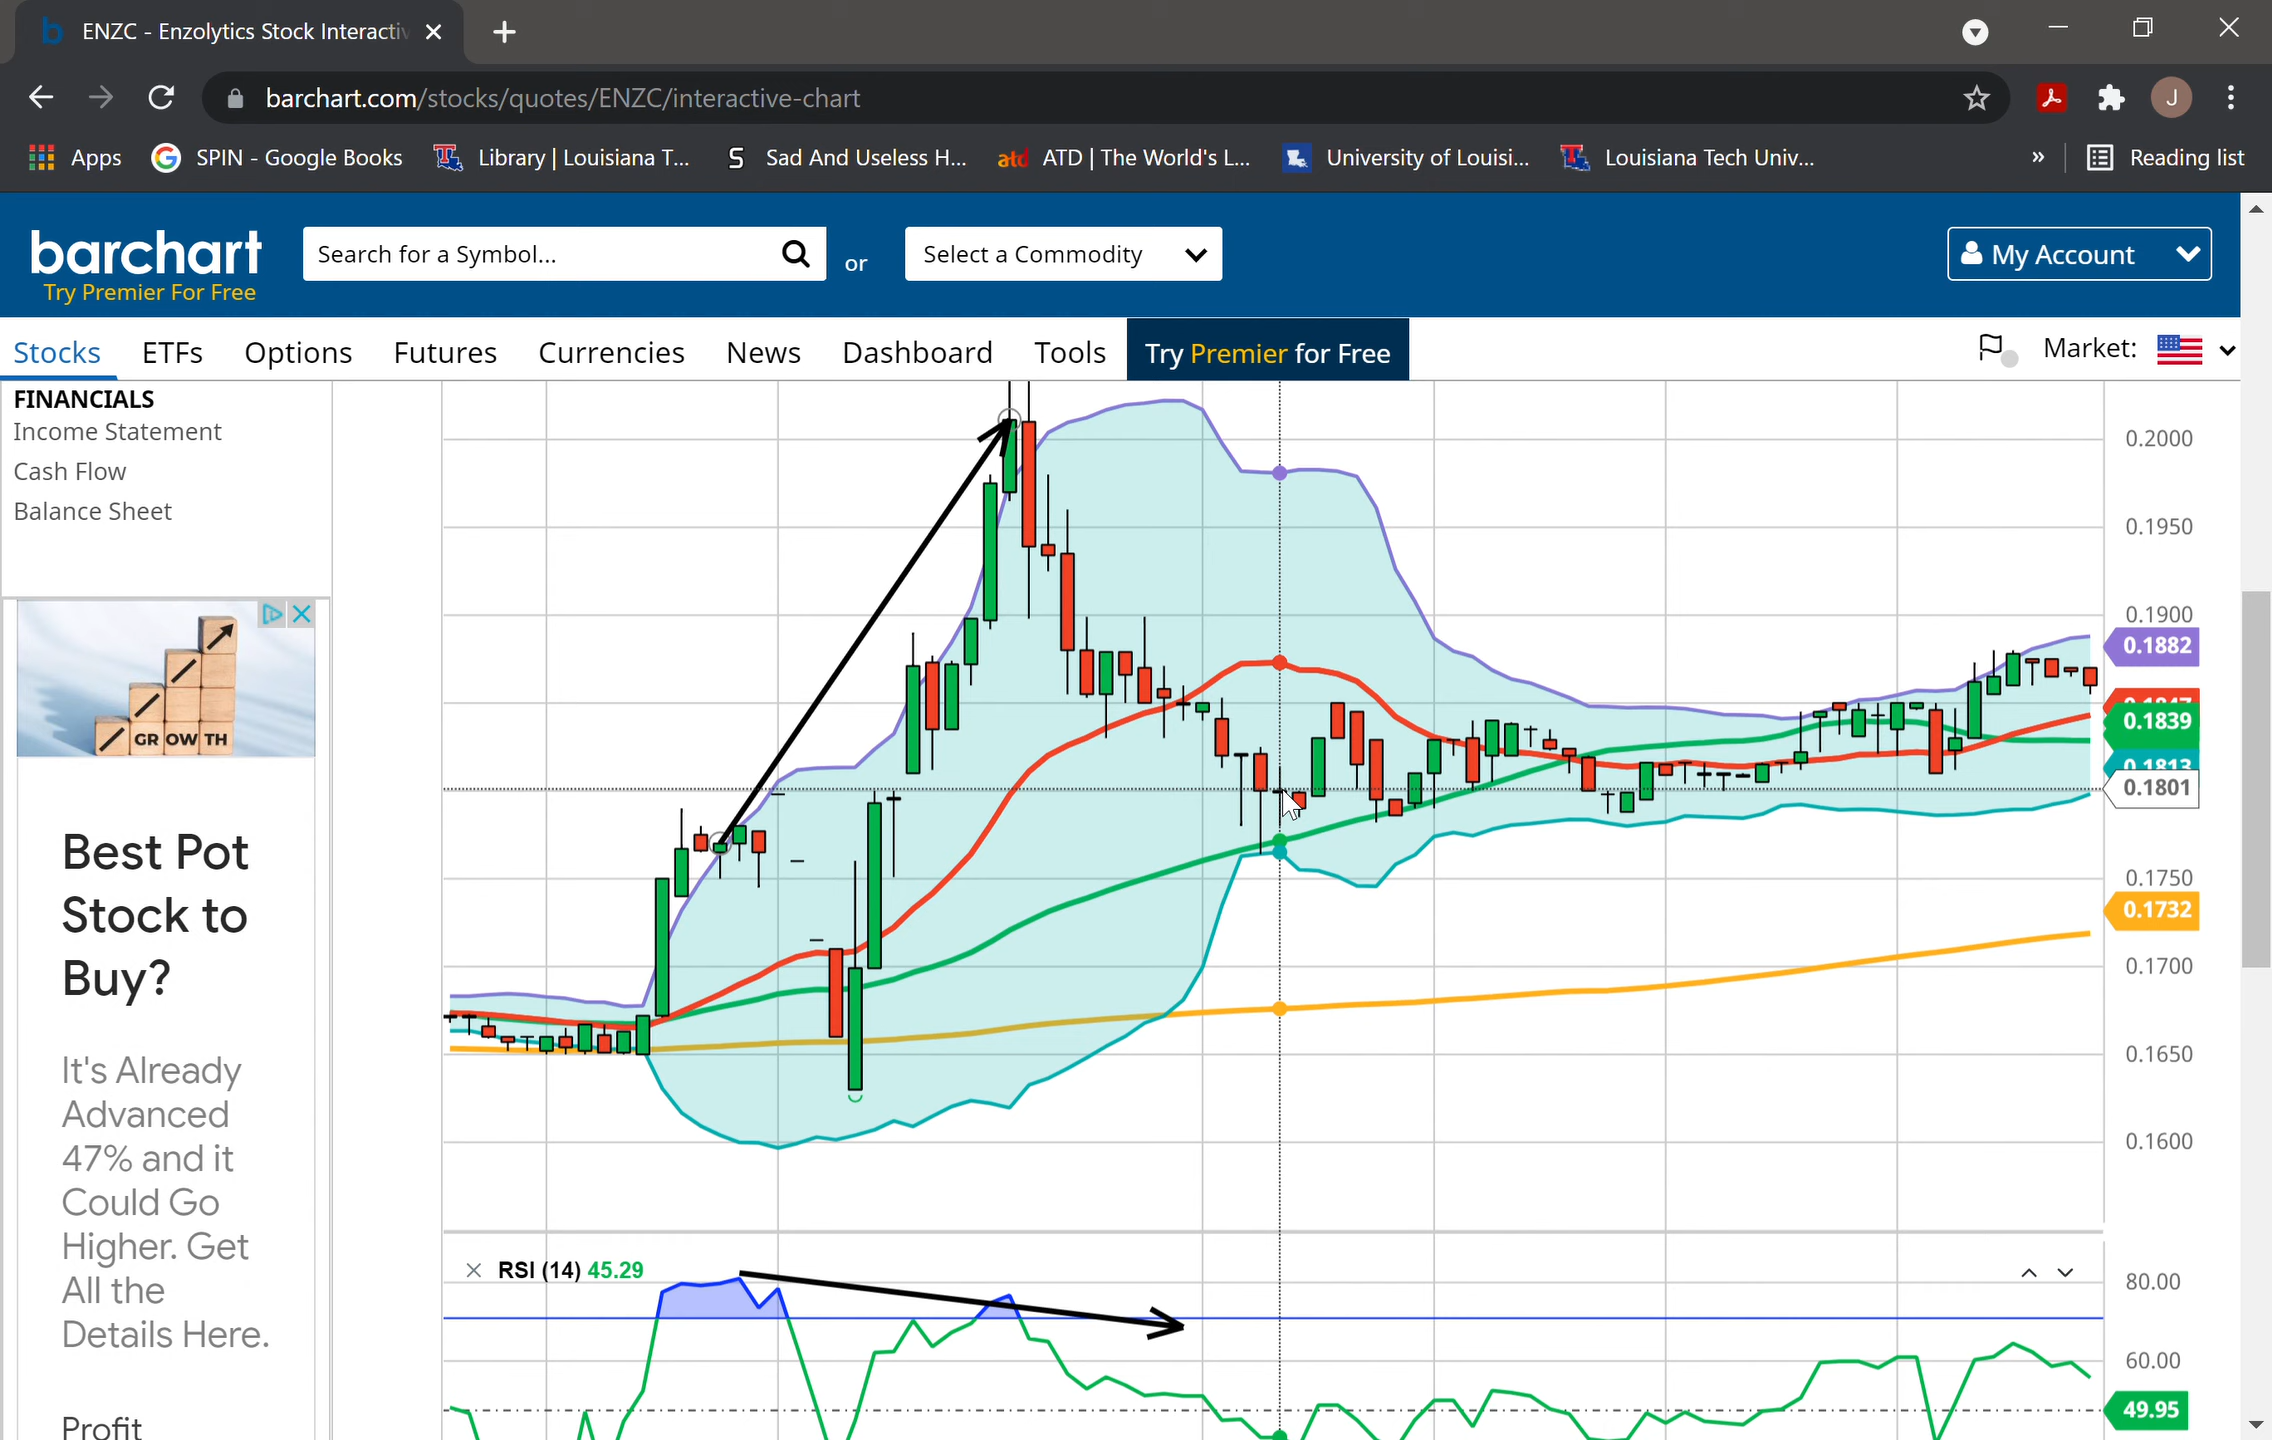 ENZC - Enzolytics Stock Interactiv
barchart.com/stocks/quotes/ENZC/interactive-chart
J
Apps
SPIN - Google Books
Library | Louisiana T...
S Sad And Useless H...
atd ATD | The World's L...
University of Louisi...
Louisiana Tech Univ...
»
Reading list
barchart
Try Premier For Free
Search for a Symbol...
or
Select a Commodity
My Account
Stocks
ETFs
Options
Futures
Currencies
News
Dashboard
Tools
Try Premier for Free
Market:
FINANCIALS
Income Statement
Cash Flow
Balance Sheet
GROWTH
Best Pot
Stock to
Buy?
It's Already
Advanced
47% and it
Could Go
Higher. Get
All the
Details Here.
Profit
0.2000
0.1950
0.1900
0.1882
0.1839
0.1813
0.1801
0.1750
0.1732
0.1700
0.1650
0.1600
RSI (14) 45.29
80.00
60.00
49.95